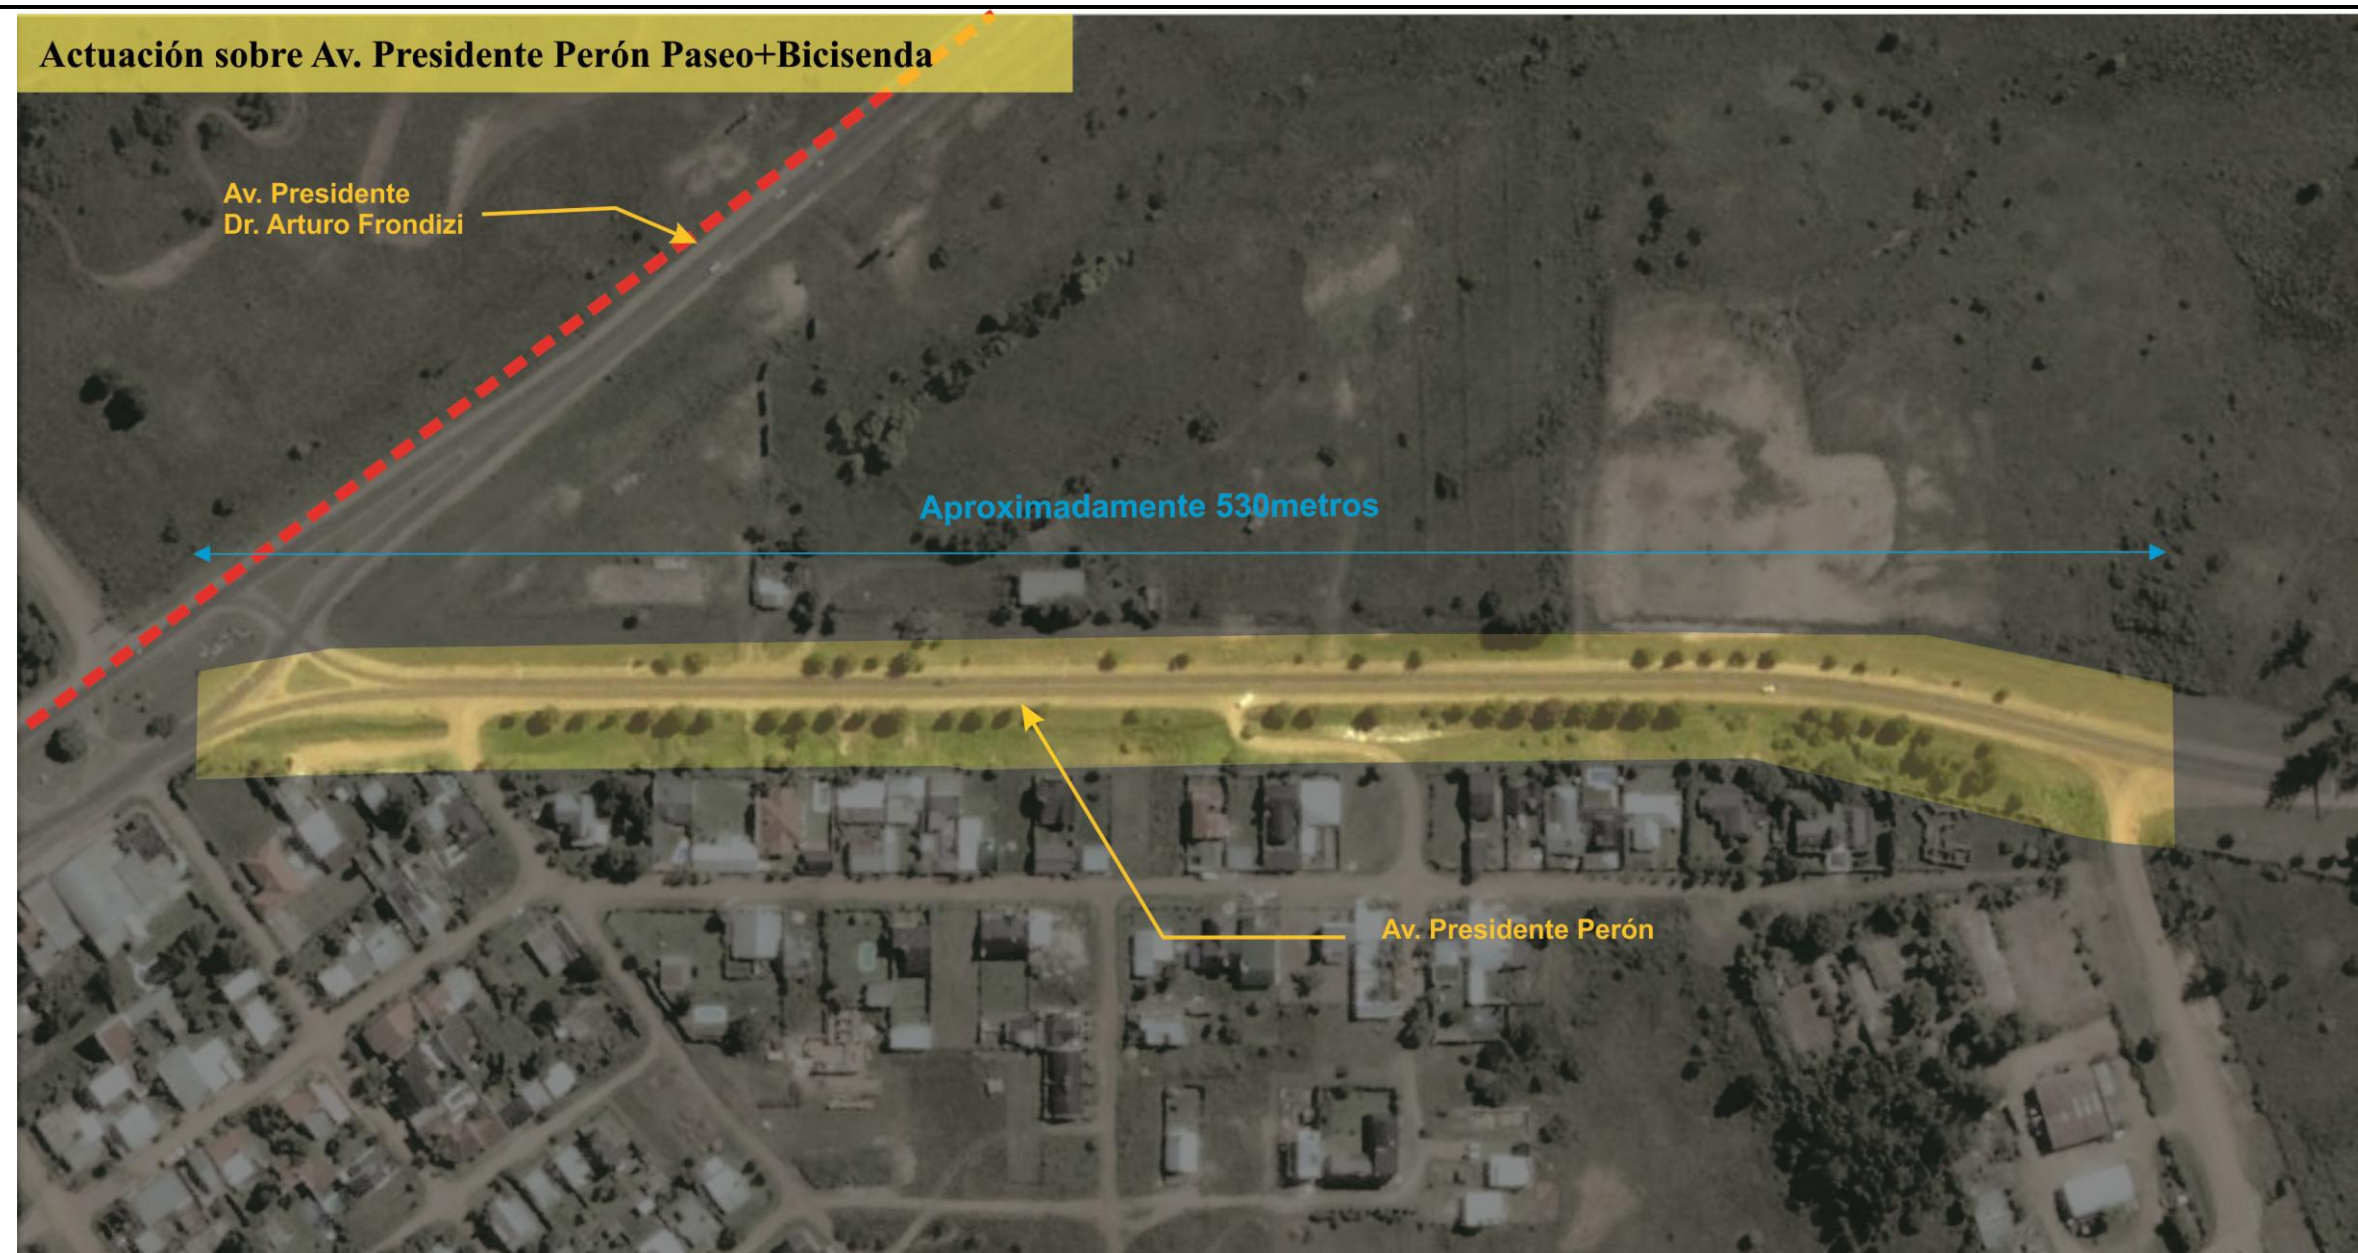 Actuación sobre Av. Presidente Perón Paseo+Bicisenda
Av. Presidente
Dr. Arturo Frondizi
Aproximadamente 530metros
Av. Presidente Perón